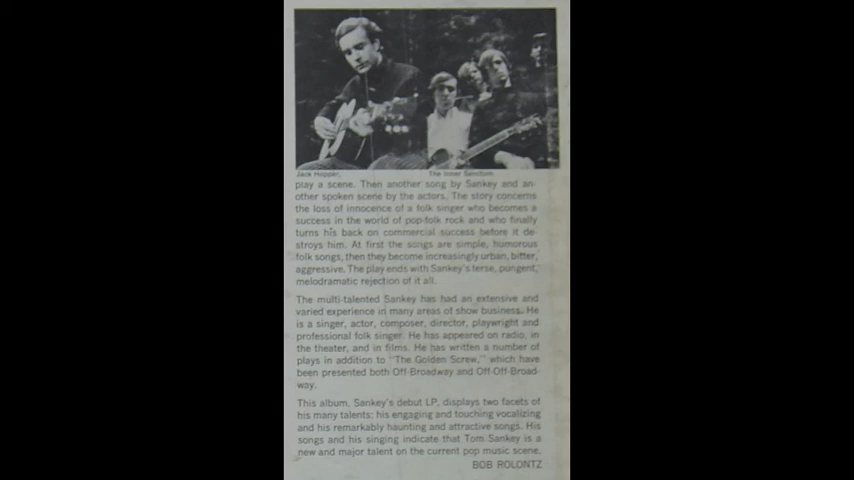 Jack Hopper,
The Inner Sanctum
play a scene. Then another song by Sankey and an-
other spoken scene by the actors. The story concerns
the loss of innocence of a folk singer who becomes a
success in the world of pop-folk rock and who finally
turns his back on commercial success before it de-
stroys him. At first the songs are simple, humorous
folk songs, then they become increasingly urban, bitter,
aggressive. The play ends with Sankey's terse, pungent,
melodramatic rejection of it all.
The multi-talented Sankey has had an extensive and
varied experience in many areas of show business. He
is a singer, actor, composer, director, playwright and
professional folk singer. He has appeared on radio, in
the theater, and in films. He has written a number of
plays in addition to "The Golden Screw," which have
been presented both Off-Broadway and Off-Off-Broad-
way.
This album, Sankey's debut LP, displays two facets of
his many talents: his engaging and touching vocalizing
and his remarkably haunting and attractive songs. His
songs and his singing indicate that Tom Sankey is a
new and major talent on the current pop music scene.
BOB ROLONTZ